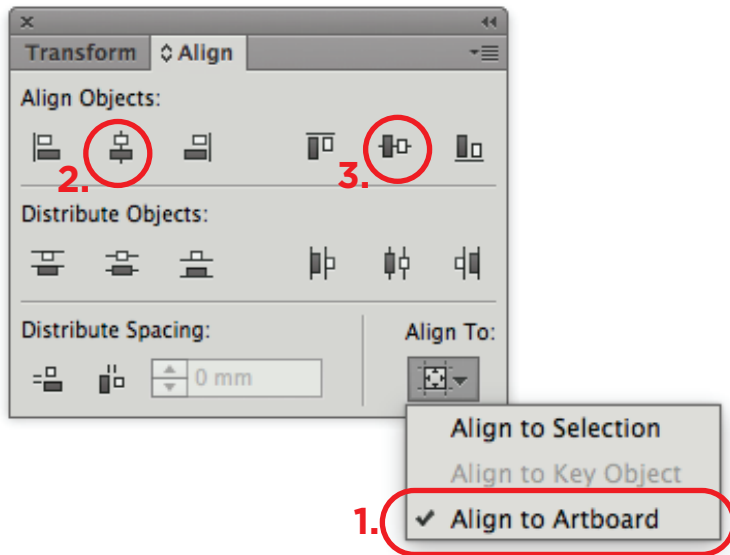 Transform Align
Align Objects:
2. 3.
Distribute Objects:
Distribute Spacing: Align To:
0 mm
Align to Selection
Align to Key Object
1. Align to Artboard